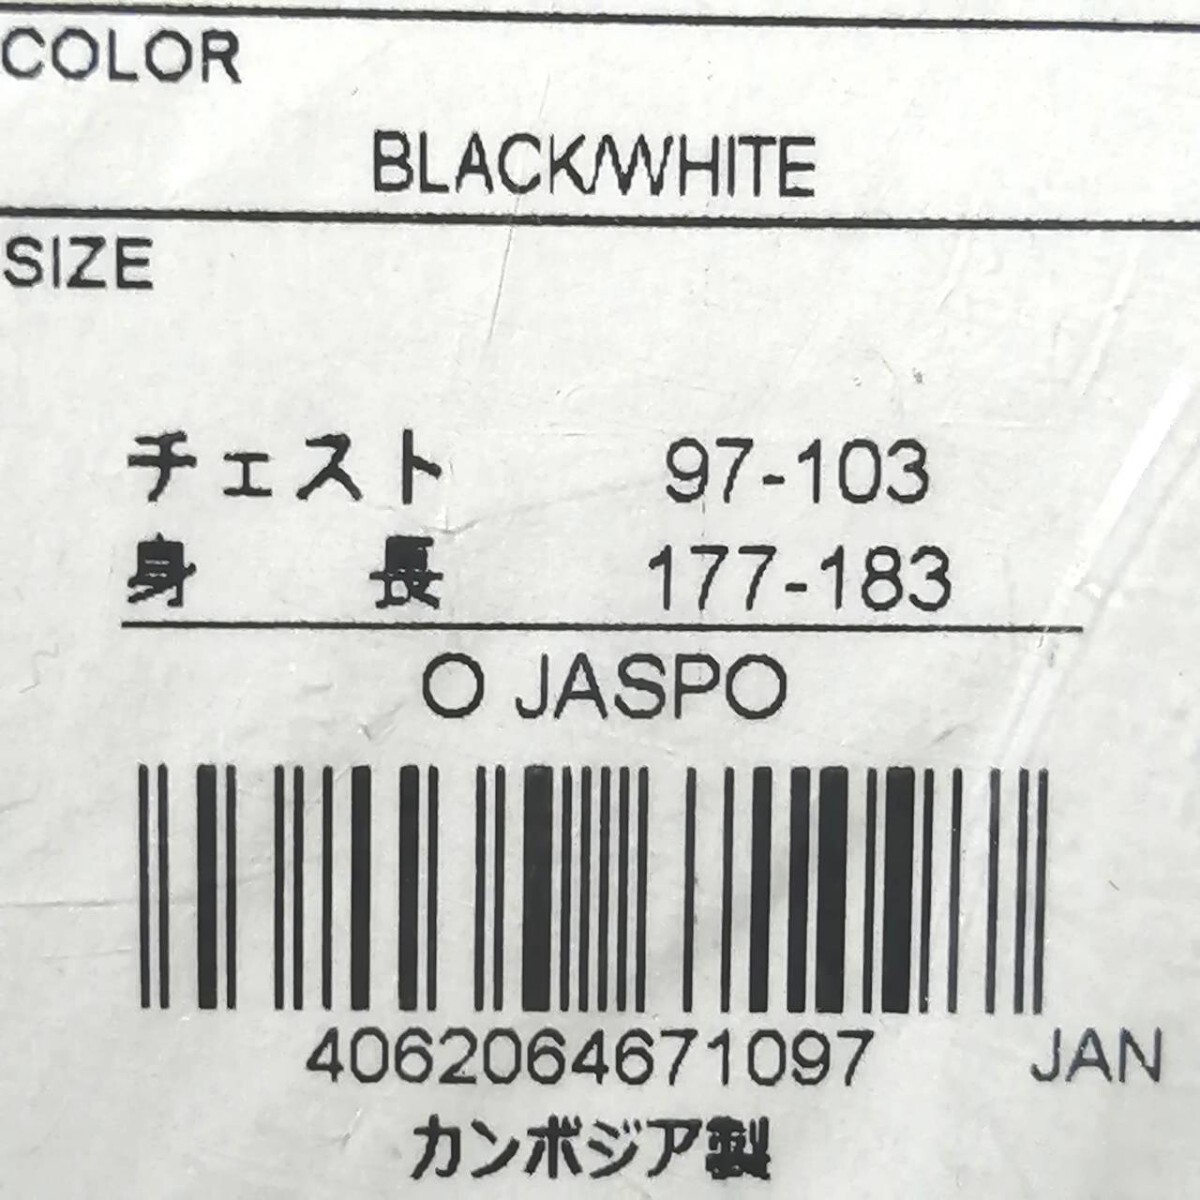 COLOR
BLACK/WHITE
SIZE
チェスト 97-103
身長 177-183
O JASPO
4062064671097 JAN
カンボジア製